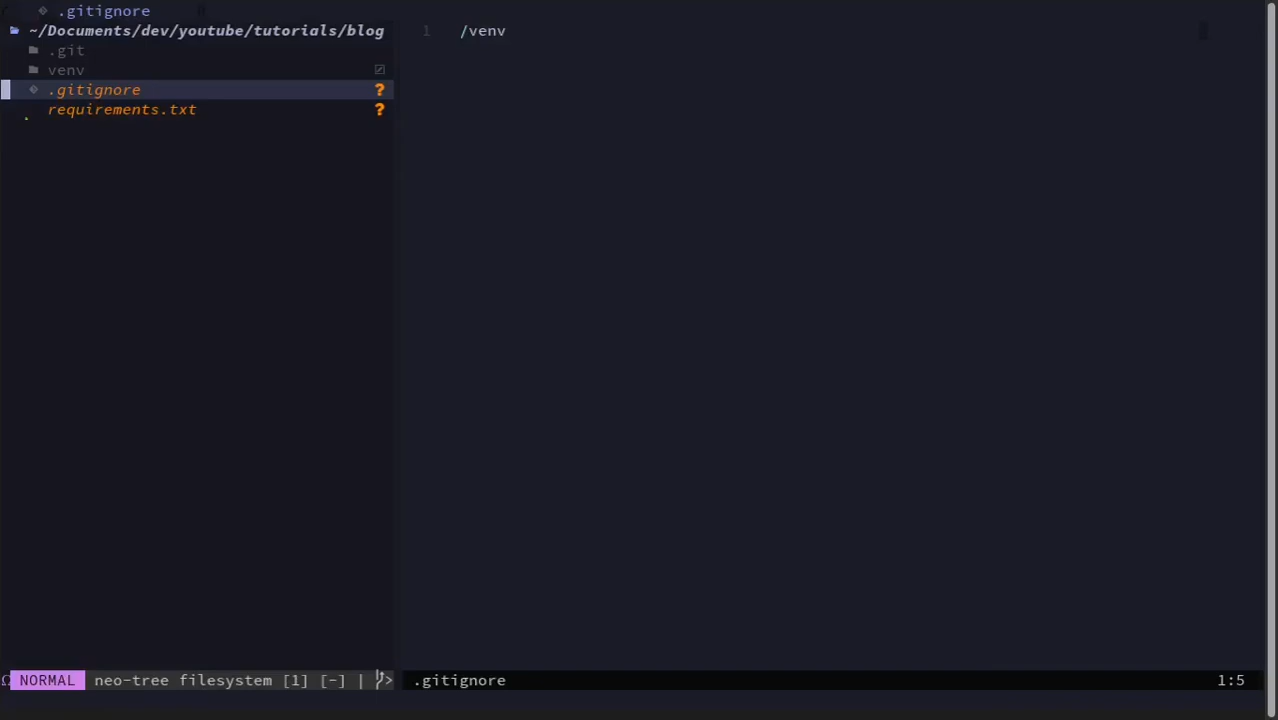 .gitignore
~/Documents/dev/youtube/tutorials/blog
.git
venv
.gitignore ?
requirements.txt ?
1 /venv
NORMAL neo-tree filesystem [1] [-] | >
.gitignore 1:5